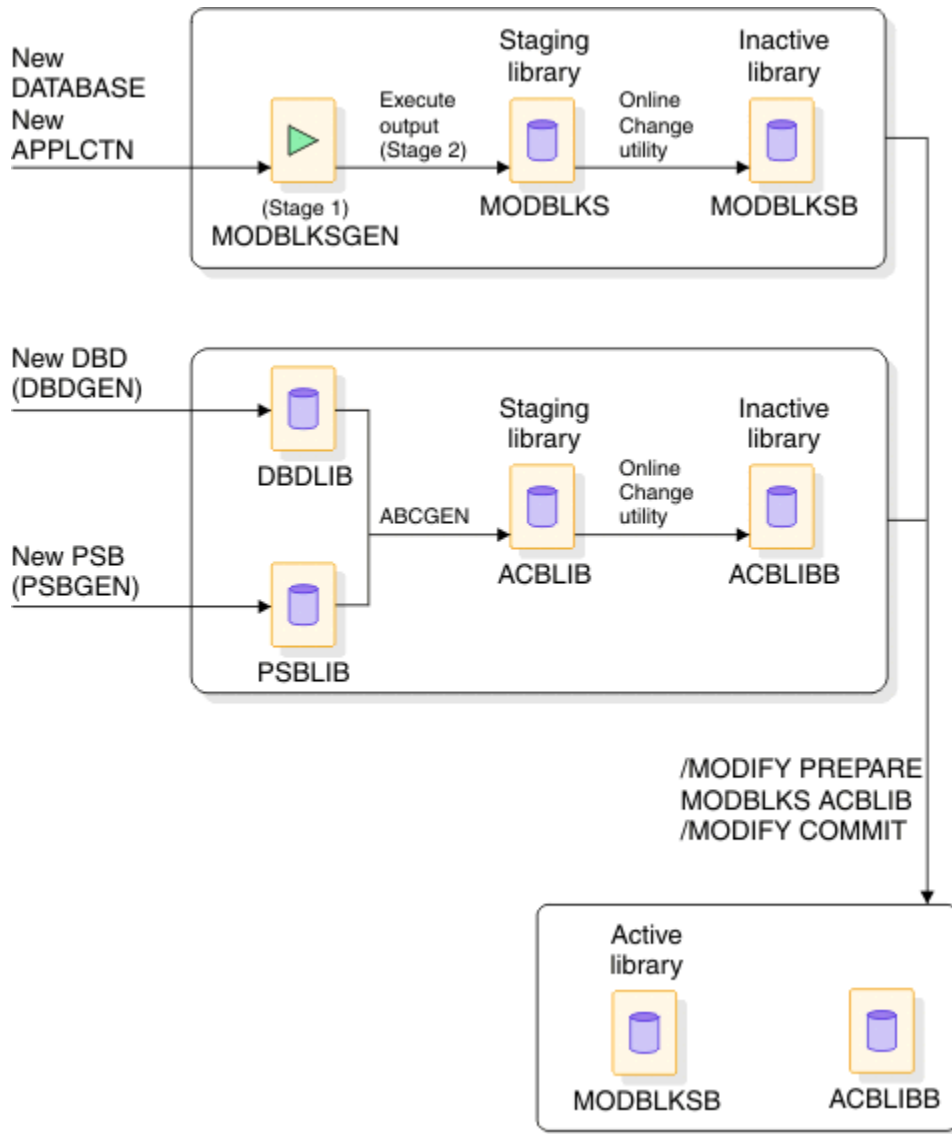 New
DATABASE
New
APPLCTN
(Stage 1)
MODBLKSGEN
Execute
output
(Stage 2)
Staging
library
MODBLKS
Online
Change
utility
Inactive
library
MODBLKSB
New DBD
(DBDGEN)
DBDLIB
New PSB
(PSBGEN)
PSBLIB
ABCGEN
Staging
library
ACBLIB
Online
Change
utility
Inactive
library
ACBLIBB
/MODIFY PREPARE
MODBLKS ACBLIB
/MODIFY COMMIT
Active
library
MODBLKSB
ACBLIBB